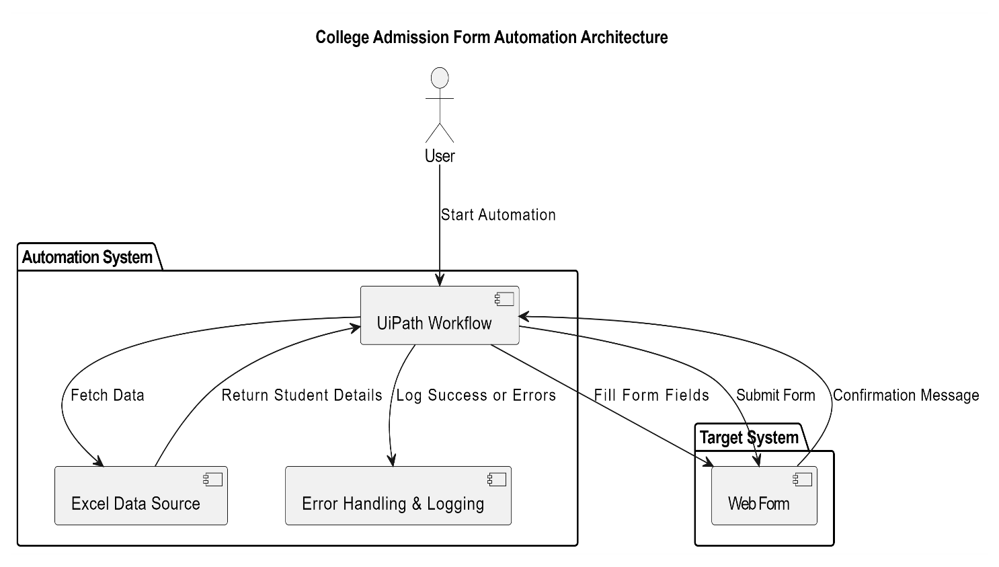 College Admission Form Automation Architecture
User
Start Automation
Automation System
UiPath Workflow
Fetch Data
Return Student Details
Log Success or Errors
Fill Form Fields
Submit Form
Confirmation Message
Target System
Excel Data Source
Error Handling & Logging
Web Form